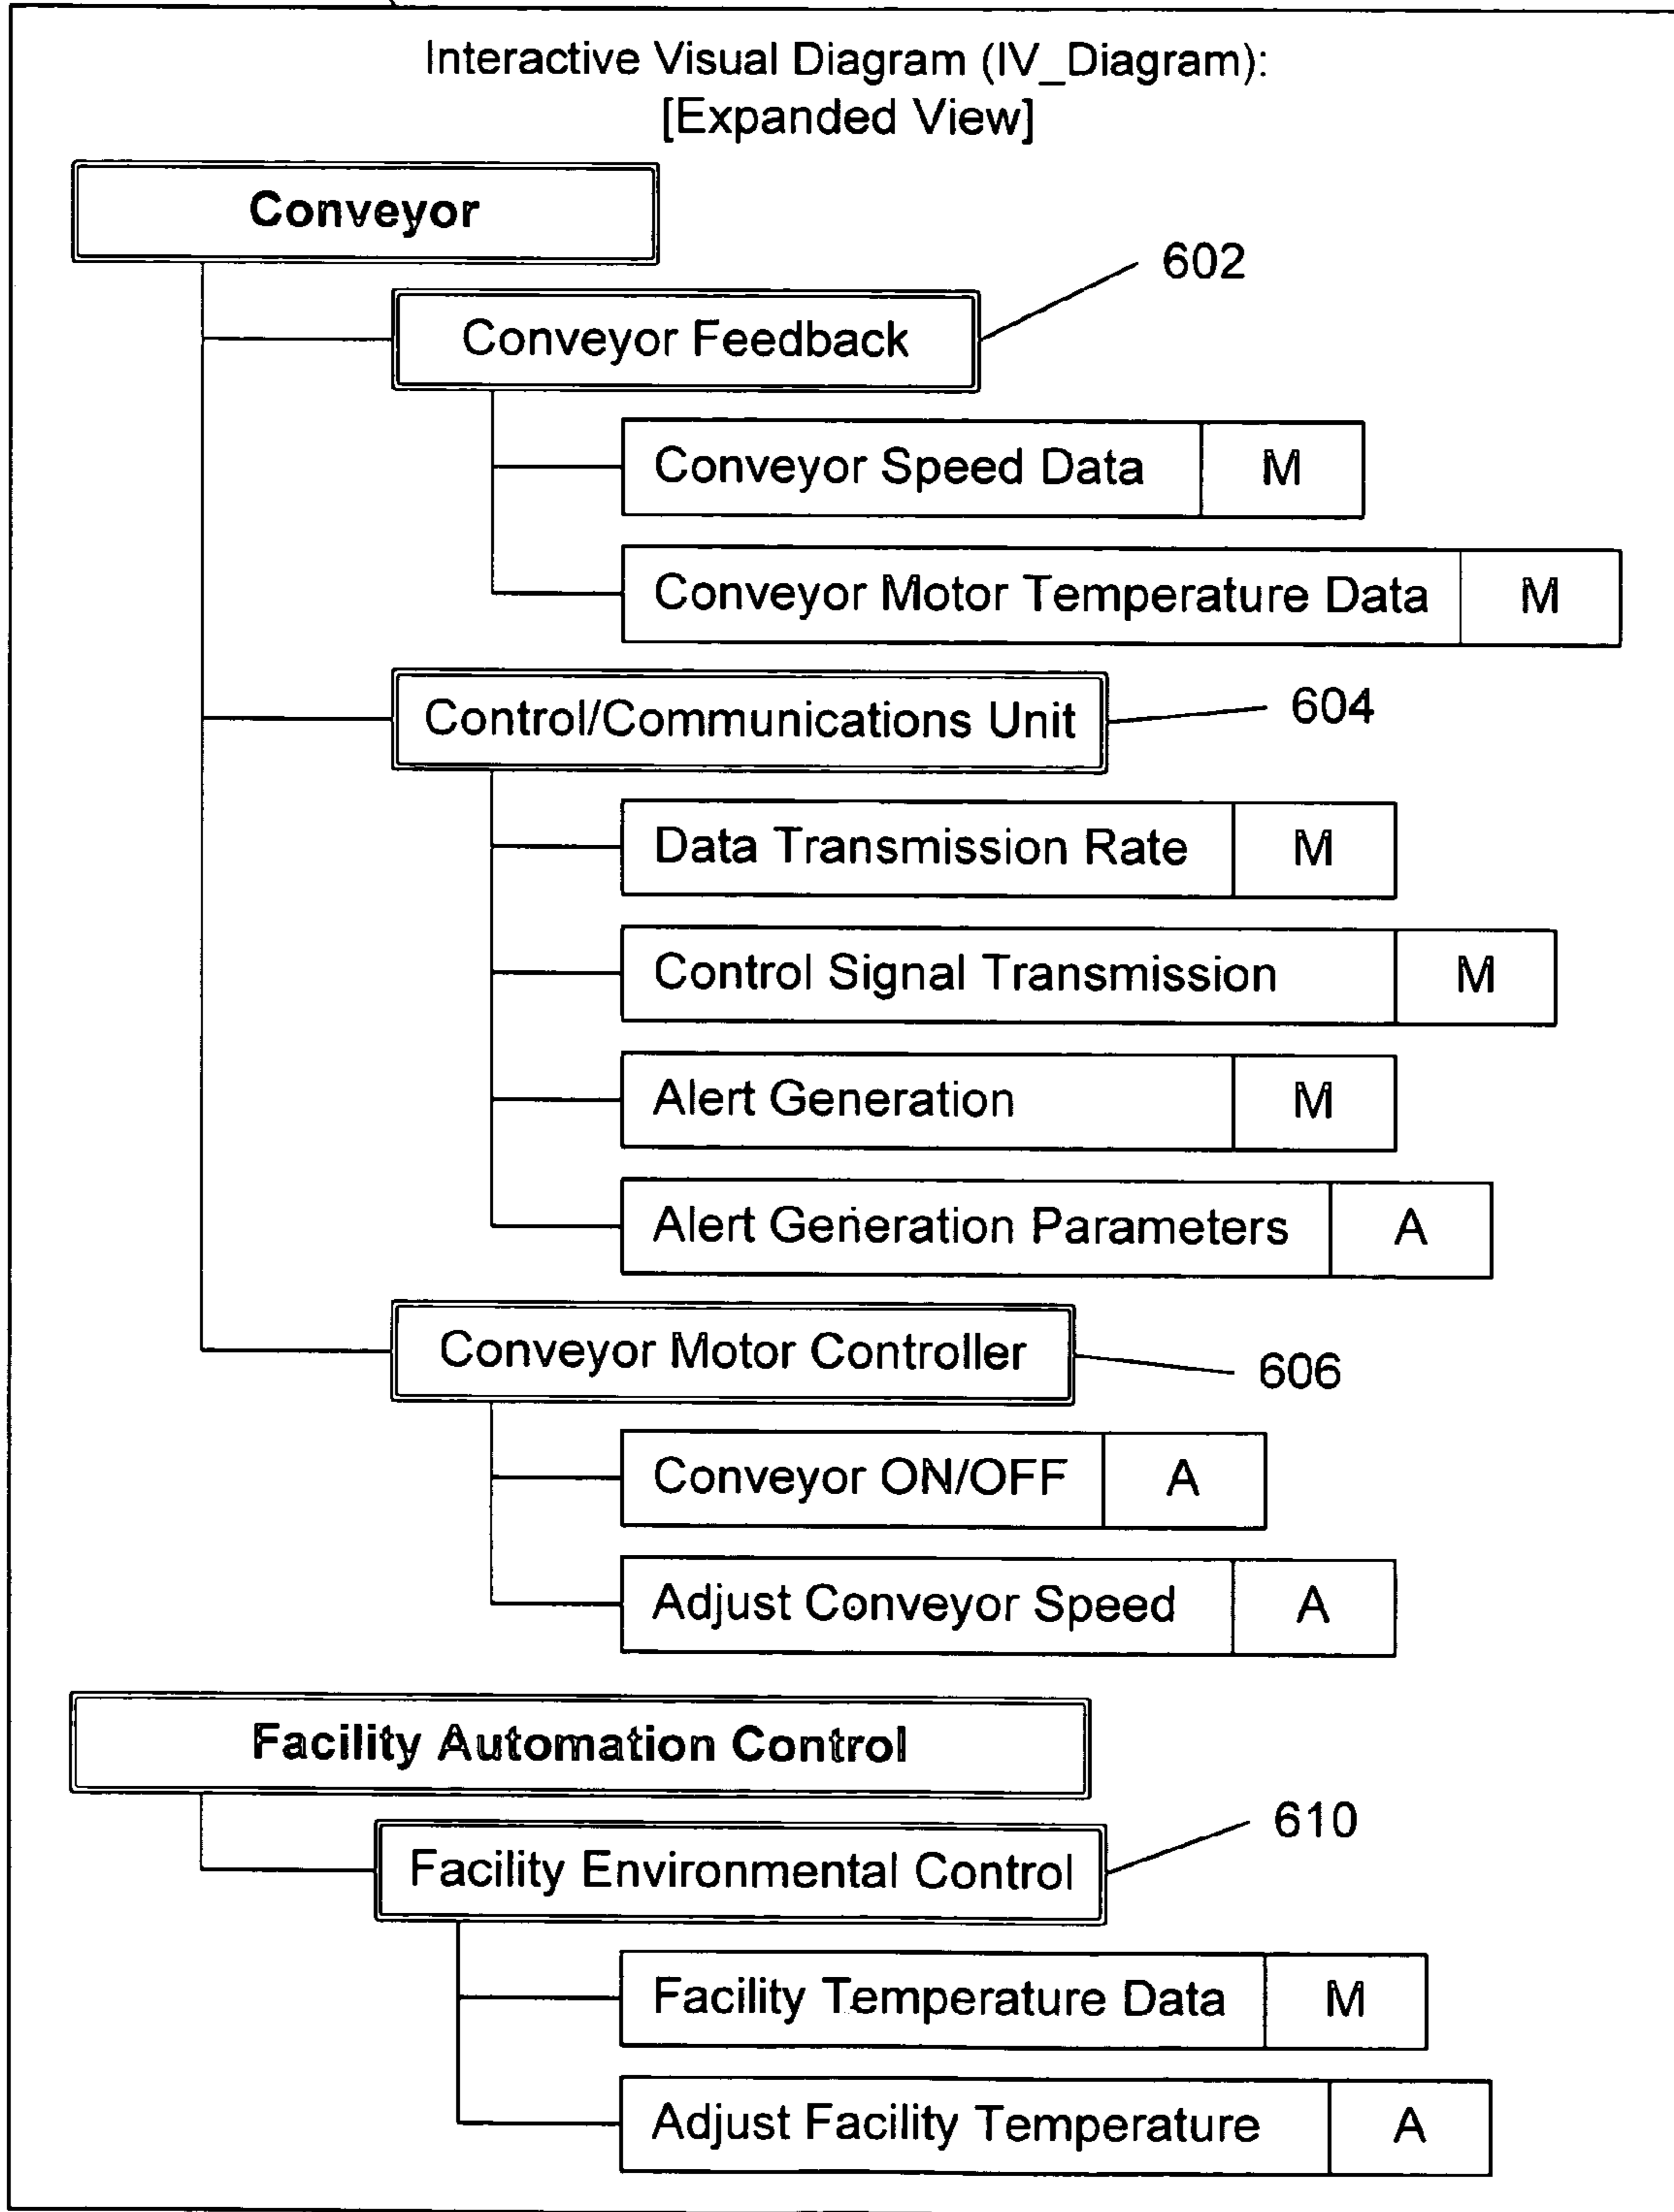 Interactive Visual Diagram (IV_Diagram):
[Expanded View]
Conveyor
602
Conveyor Feedback
Conveyor Speed Data M
Conveyor Motor Temperature Data M
Control/Communications Unit 604
Data Transmission Rate M
Control Signal Transmission M
Alert Generation M
Alert Generation Parameters A
Conveyor Motor Controller 606
Conveyor ON/OFF A
Adjust Conveyor Speed A
Facility Automation Control
610
Facility Environmental Control
Facility Temperature Data M
Adjust Facility Temperature A